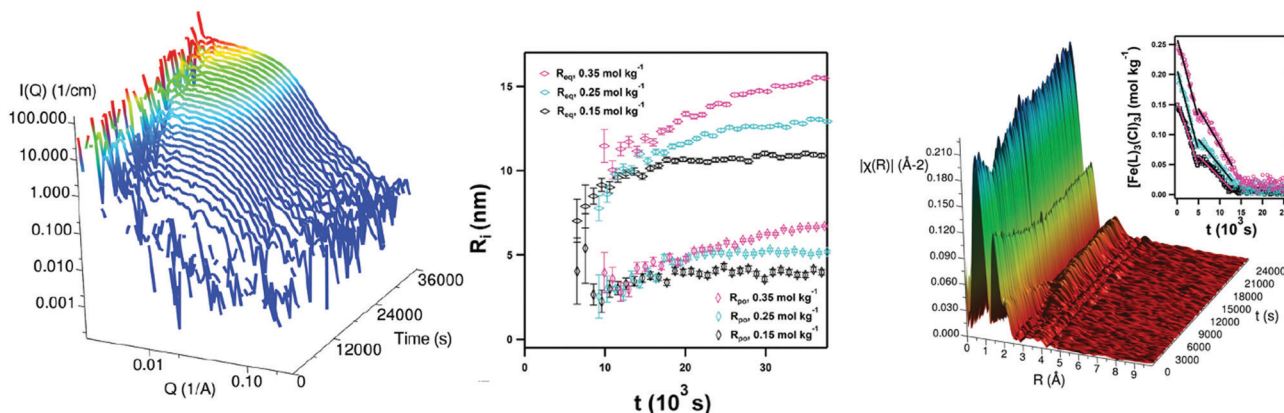 I(Q) (1/cm)
100.000
10.000
1.000
0.100
0.010
0.001
0.01
0.10
Q (1/A)
0
12000
24000
36000
Time (s)
R_eq, 0.35 mol kg⁻¹
R_eq, 0.25 mol kg⁻¹
R_eq, 0.15 mol kg⁻¹
15
10
5
0
R_i (nm)
R_po, 0.35 mol kg⁻¹
R_po, 0.25 mol kg⁻¹
R_po, 0.15 mol kg⁻¹
0
10
20
30
t (10³ s)
|χ(R)| (Å-2)
0.210
0.180
0.150
0.120
0.090
0.060
0.030
0.000
0 1 2 3 4 5 6 7 8 9
R (Å)
0
3000
6000
9000
12000
15000
18000
21000
24000
t (s)
[Fe(L)₃(Cl)₃] (mol kg⁻¹)
0.25
0.20
0.15
0.10
0.05
0.00
0 5 10 15 20
t (10³ s)